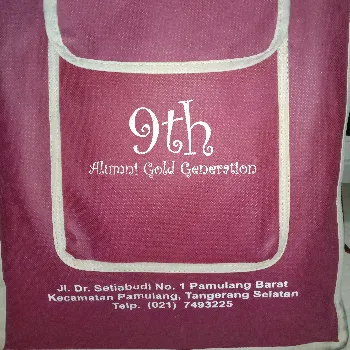 9th
Alumni Gold Generation
Jl. Dr. Setiabudi No. 1 Pamulang Barat
Kecamatan Pamulang, Tangerang Selatan
Telp. (021) 7493225